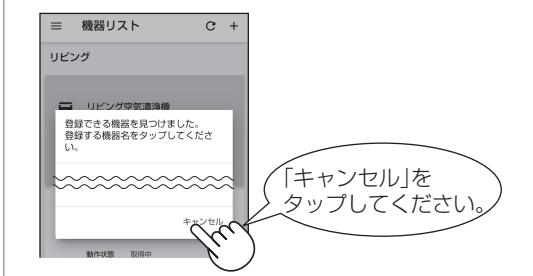 機器リスト
リビング
リビング空気清浄機
登録できる機器を見つけました。
登録する機器名をタップしてくださ
い。
キャンセル
「キャンセル」を
タップしてください。
動作状態 取得中